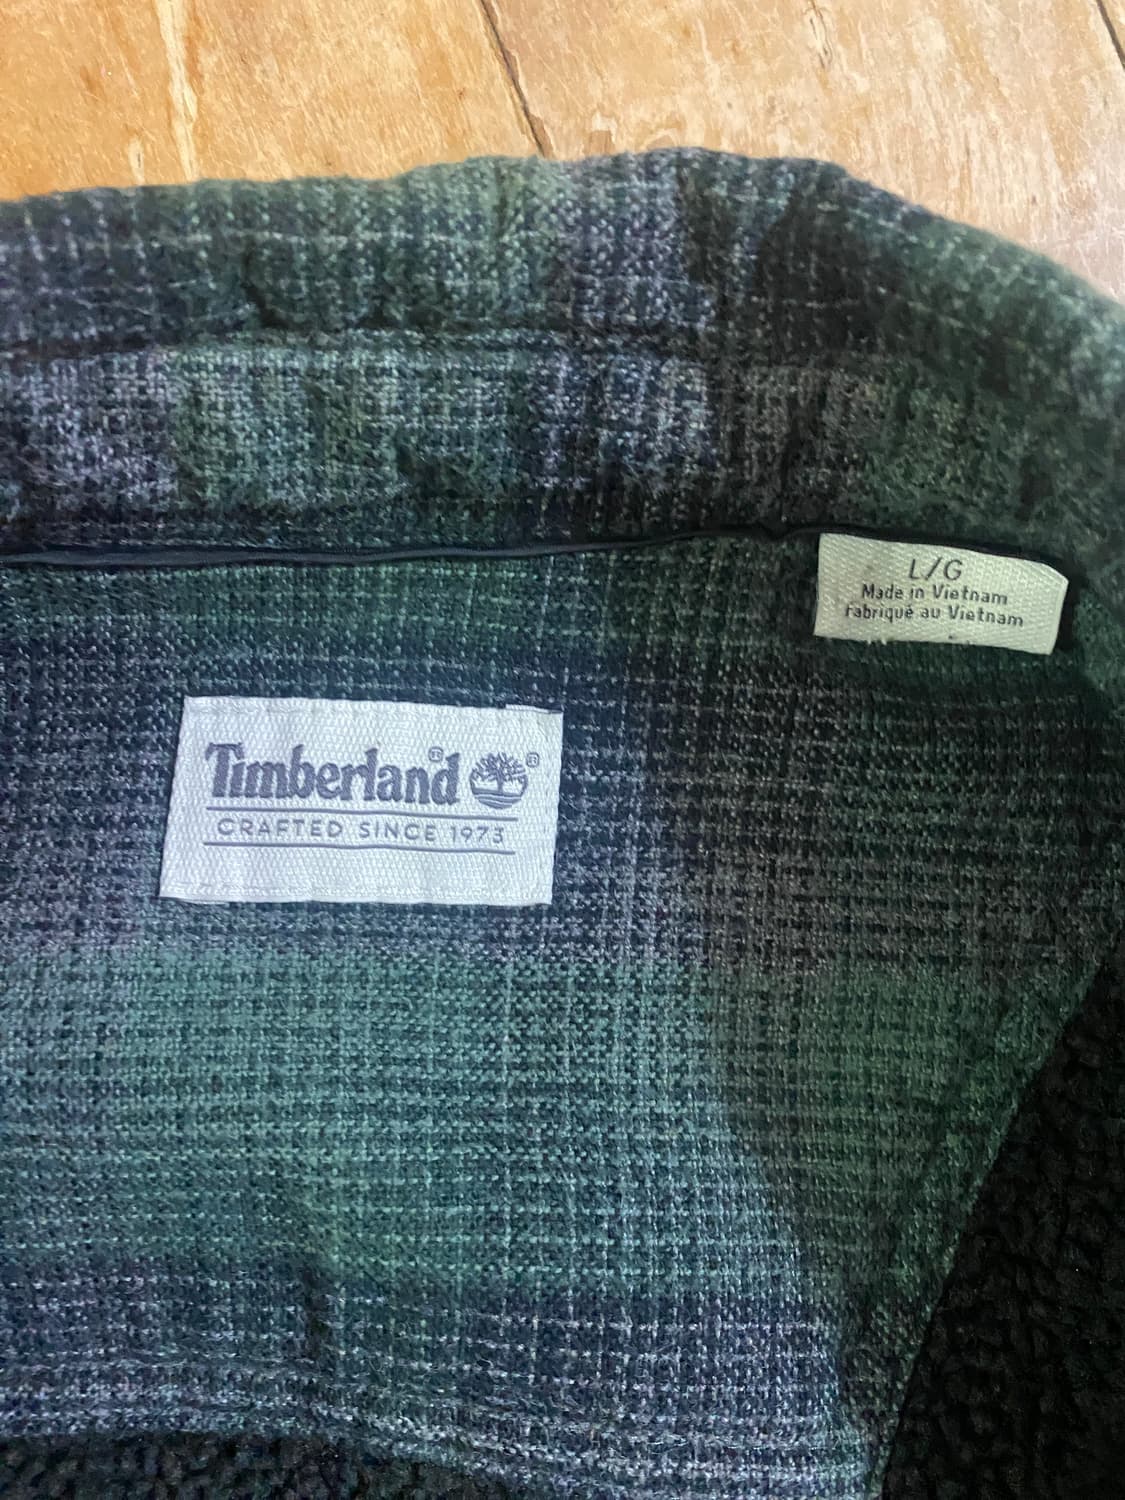 L/G
Made in Vietnam
Fabriqué au Vietnam
Timberland® ®
CRAFTED SINCE 1973